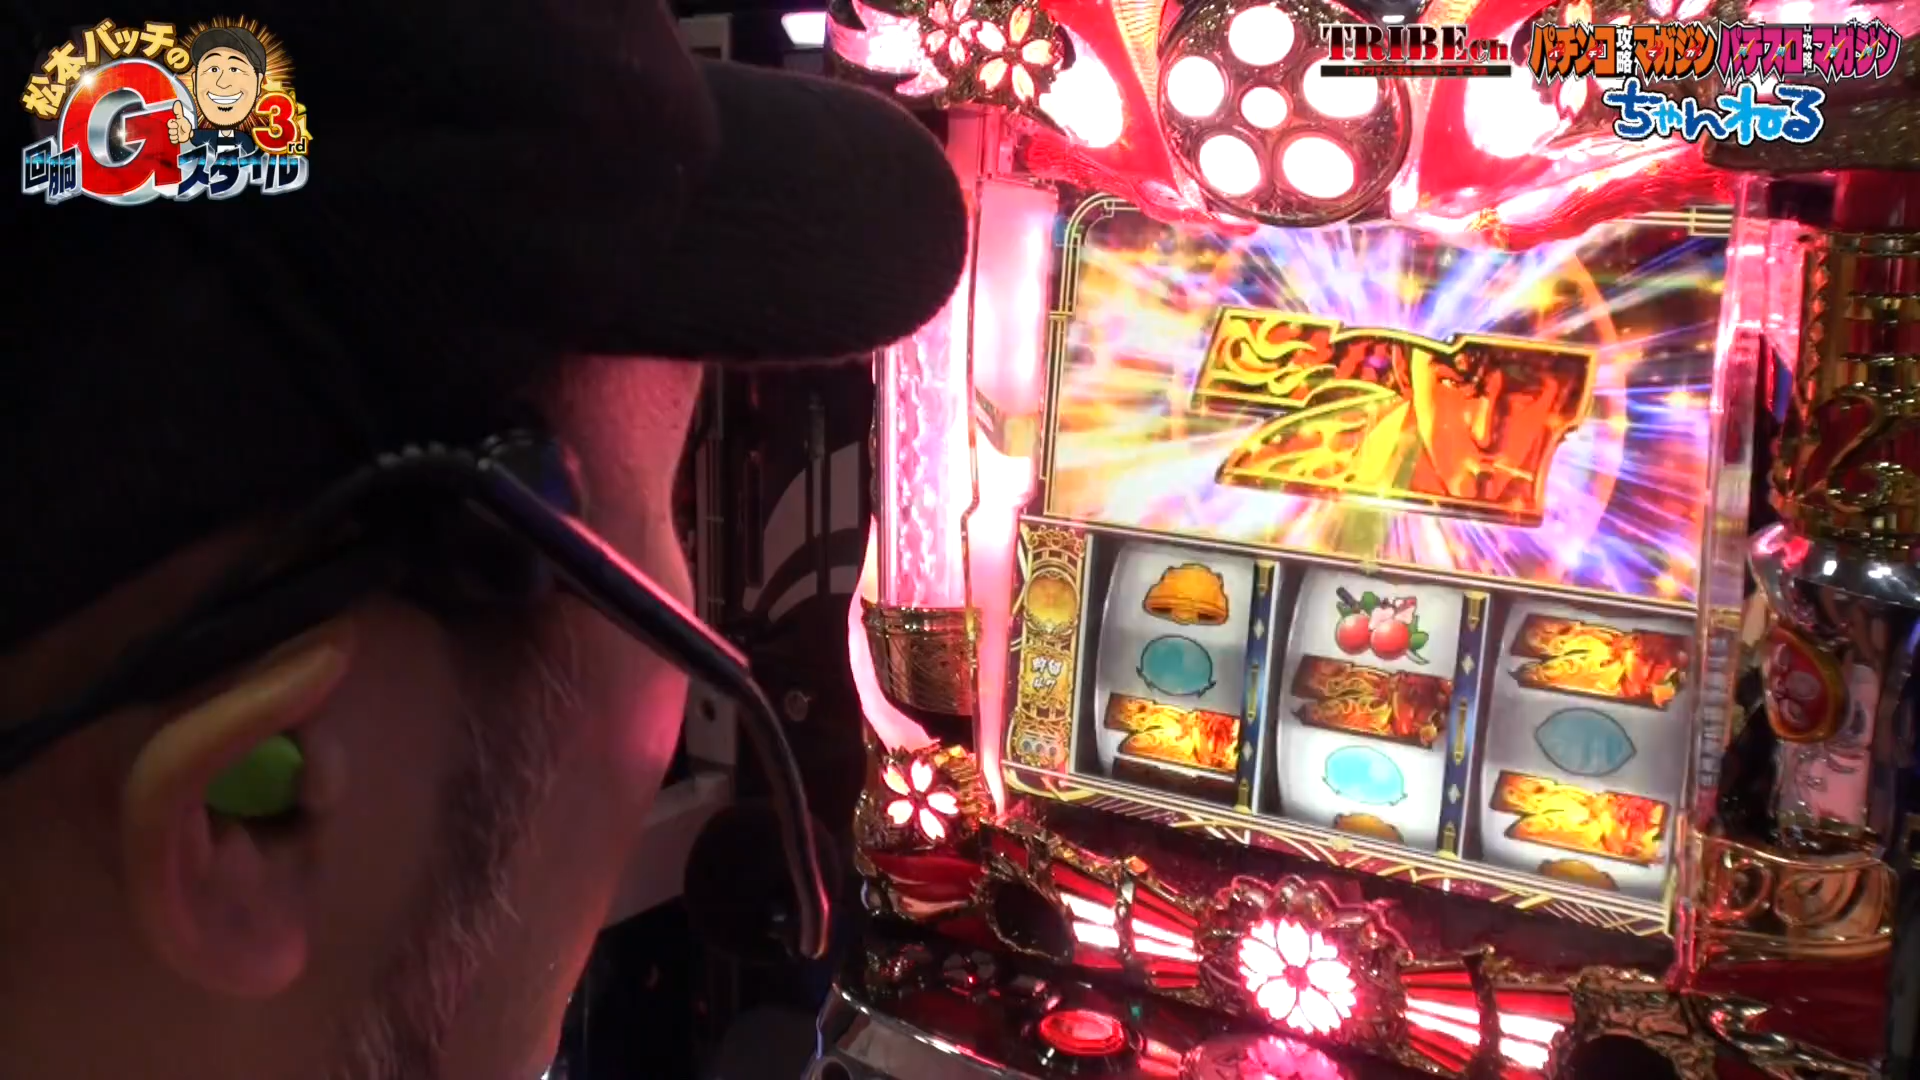 松本バッチの
回胴Gスタイル
3rd
TRIBEch
パチンコ攻略マガジン パチスロ攻略マガジン
ちゃんねる